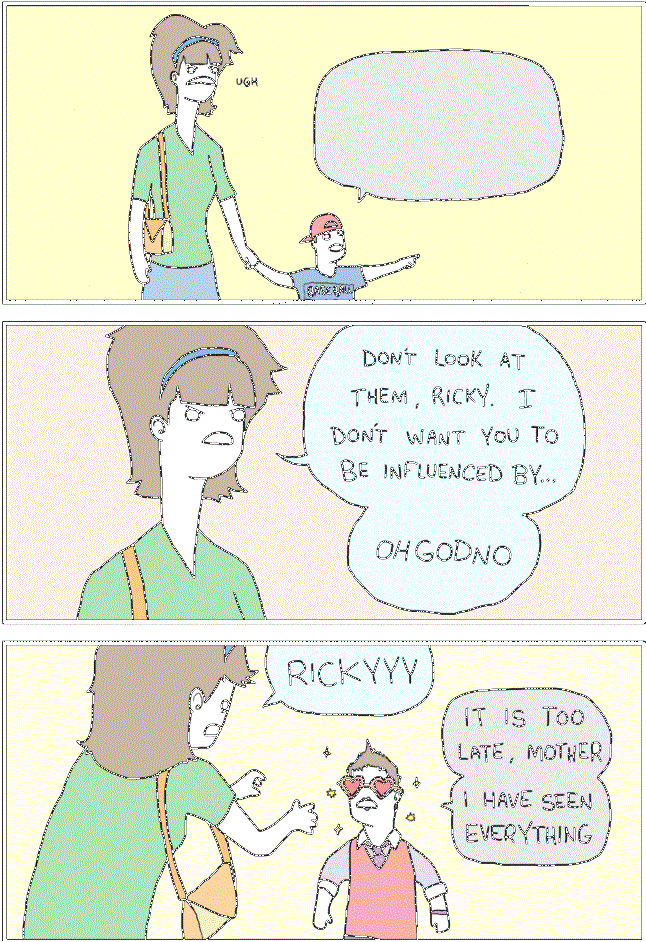 UGH
DON'T LOOK AT
THEM, RICKY. I
DON'T WANT YOU TO
BE INFLUENCED BY...
OHGODNO
RICKYYY
IT IS TOO
LATE, MOTHER
I HAVE SEEN
EVERYTHING